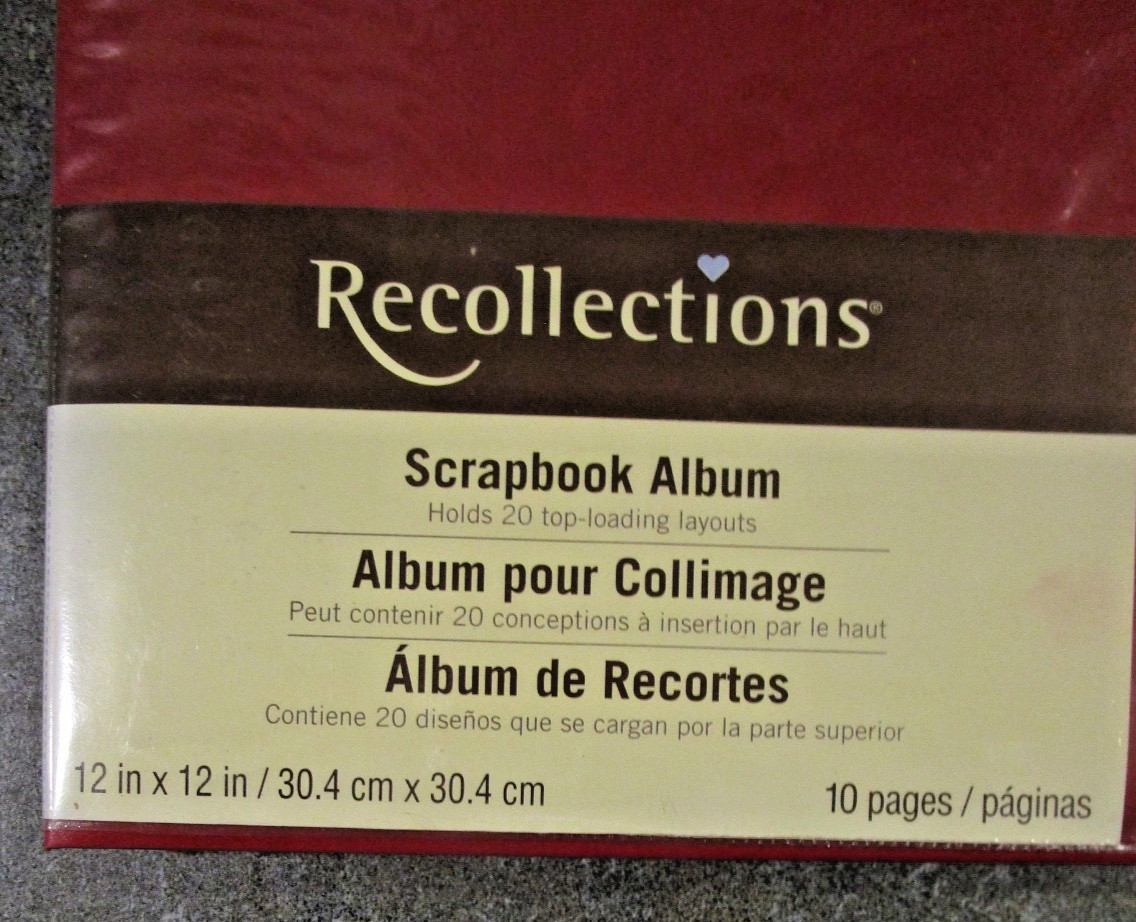 Recollections®
Scrapbook Album
Holds 20 top-loading layouts
Album pour Collimage
Peut contenir 20 conceptions à insertion par le haut
Álbum de Recortes
Contiene 20 diseños que se cargan por la parte superior
12 in x 12 in / 30.4 cm x 30.4 cm
10 pages / páginas